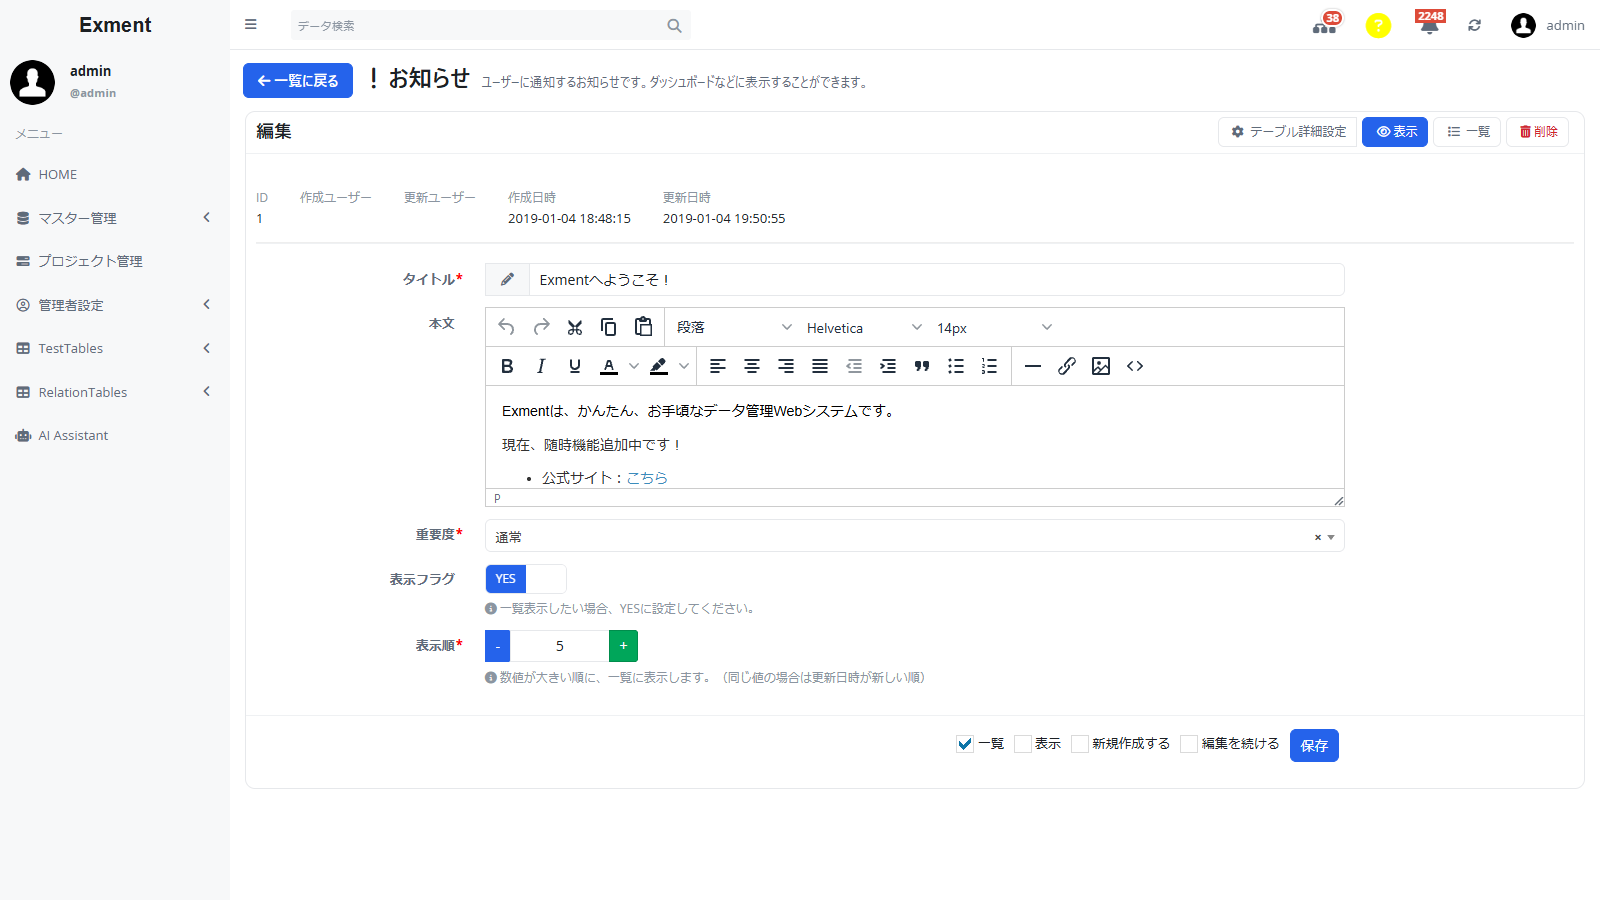 Exment
データ検索
38
?
2248
admin
admin
@admin
メニュー
HOME
マスター管理
プロジェクト管理
管理者設定
TestTables
RelationTables
AI Assistant
一覧に戻る
! お知らせ ユーザーに通知するお知らせです。ダッシュボードなどに表示することができます。
編集
テーブル詳細設定
表示
一覧
削除
ID 作成ユーザー 更新ユーザー 作成日時 更新日時
1 2019-01-04 18:48:15 2019-01-04 19:50:55
タイトル*
Exmentへようこそ！
本文
段落 Helvetica 14px
B I U A
Exmentは、かんたん、お手頃なデータ管理Webシステムです。
現在、随時機能追加中です！
• 公式サイト：こちら
p
重要度*
通常
×
表示フラグ
YES
一覧表示したい場合、YESに設定してください。
表示順*
- 5 +
数値が大きい順に、一覧に表示します。（同じ値の場合は更新日時が新しい順）
一覧 表示 新規作成する 編集を続ける 保存